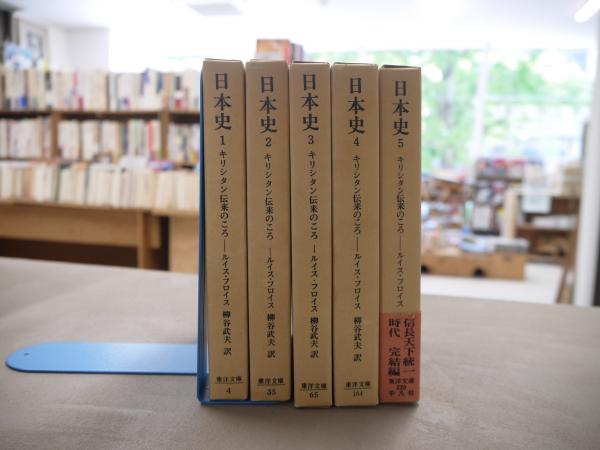 日本史 1 キリシタン伝来のころ──ルイス・フロイス 柳谷武夫 訳
東洋文庫
4
日本史 2 キリシタン伝来のころ──ルイス・フロイス 柳谷武夫 訳
東洋文庫
35
日本史 3 キリシタン伝来のころ──ルイス・フロイス 柳谷武夫 訳
東洋文庫
65
日本史 4 キリシタン伝来のころ──ルイス・フロイス 柳谷武夫 訳
東洋文庫
164
日本史 5 キリシタン伝来のころ──ルイス・フロイス
信長天下統一
時代 完結編
東洋文庫
330
平凡社